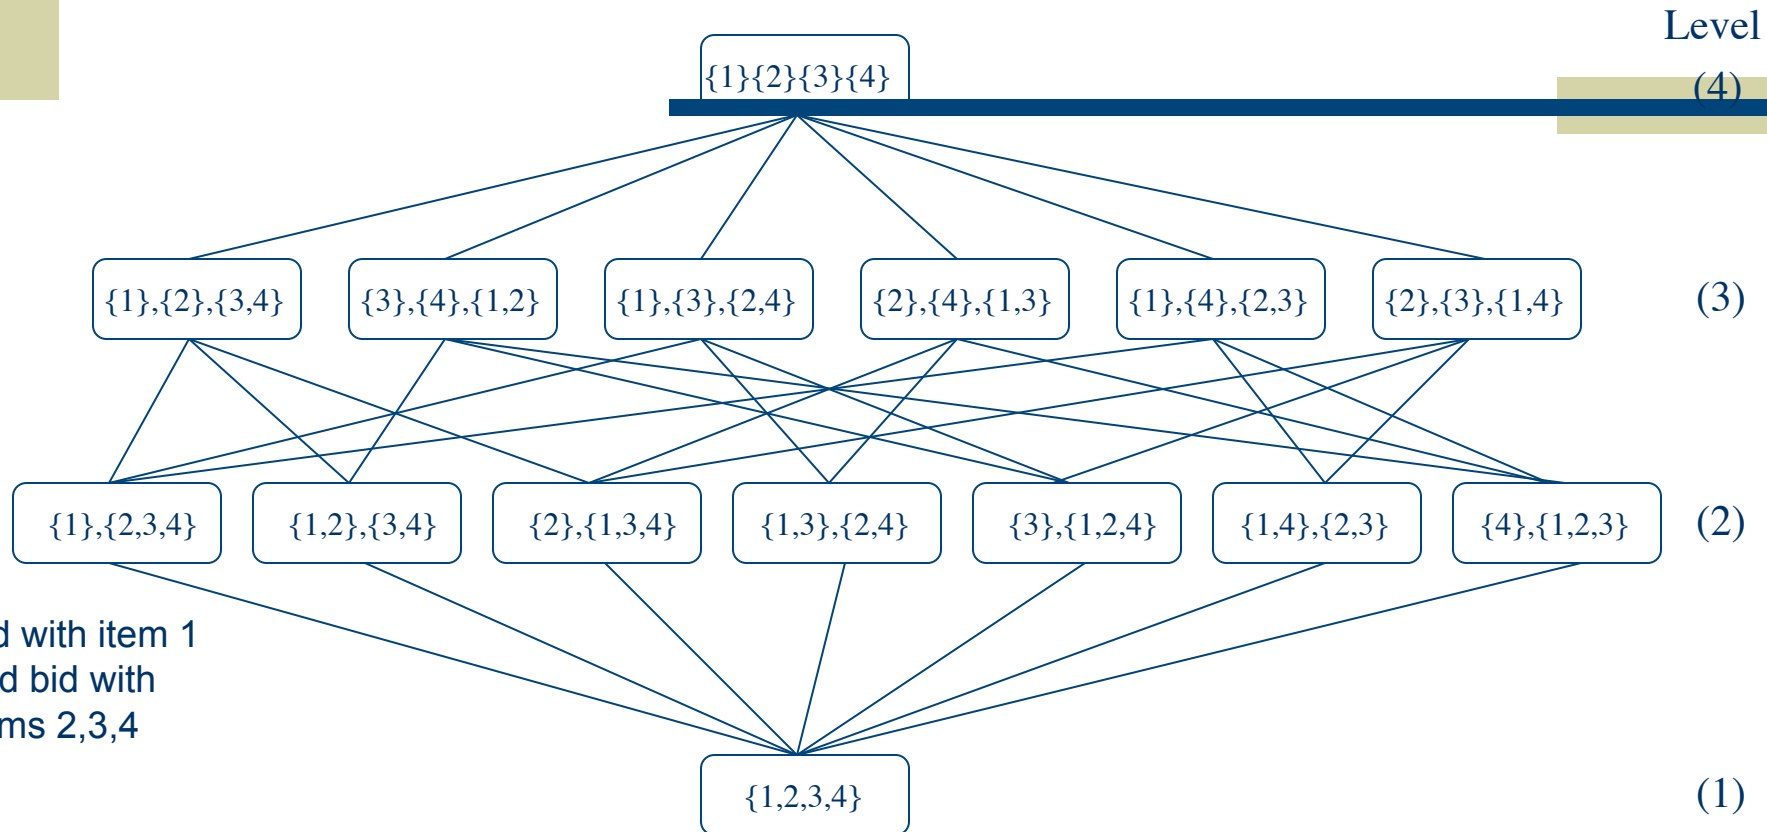 Level
{1}{2}{3}{4}
(4)
{1},{2},{3,4} {3},{4},{1,2} {1},{3},{2,4} {2},{4},{1,3} {1},{4},{2,3} {2},{3},{1,4} (3)
{1},{2,3,4} {1,2},{3,4} {2},{1,3,4} {1,3},{2,4} {3},{1,2,4} {1,4},{2,3} {4},{1,2,3} (2)
d with item 1
d bid with
ms 2,3,4
{1,2,3,4} (1)